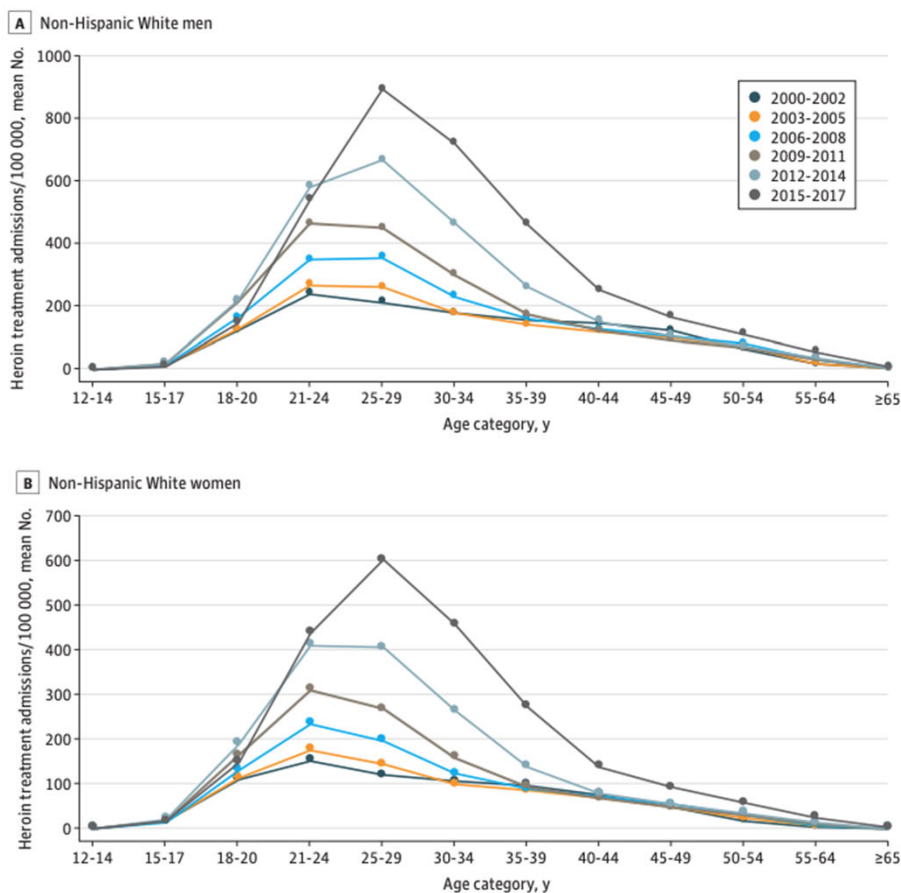 A Non-Hispanic White men
Heroin treatment admissions/100 000, mean No.
1000
800
600
400
200
0
2000-2002
2003-2005
2006-2008
2009-2011
2012-2014
2015-2017
12-14 15-17 18-20 21-24 25-29 30-34 35-39 40-44 45-49 50-54 55-64 ≥65
Age category, y
B Non-Hispanic White women
Heroin treatment admissions/100 000, mean No.
700
600
500
400
300
200
100
0
12-14 15-17 18-20 21-24 25-29 30-34 35-39 40-44 45-49 50-54 55-64 ≥65
Age category, y